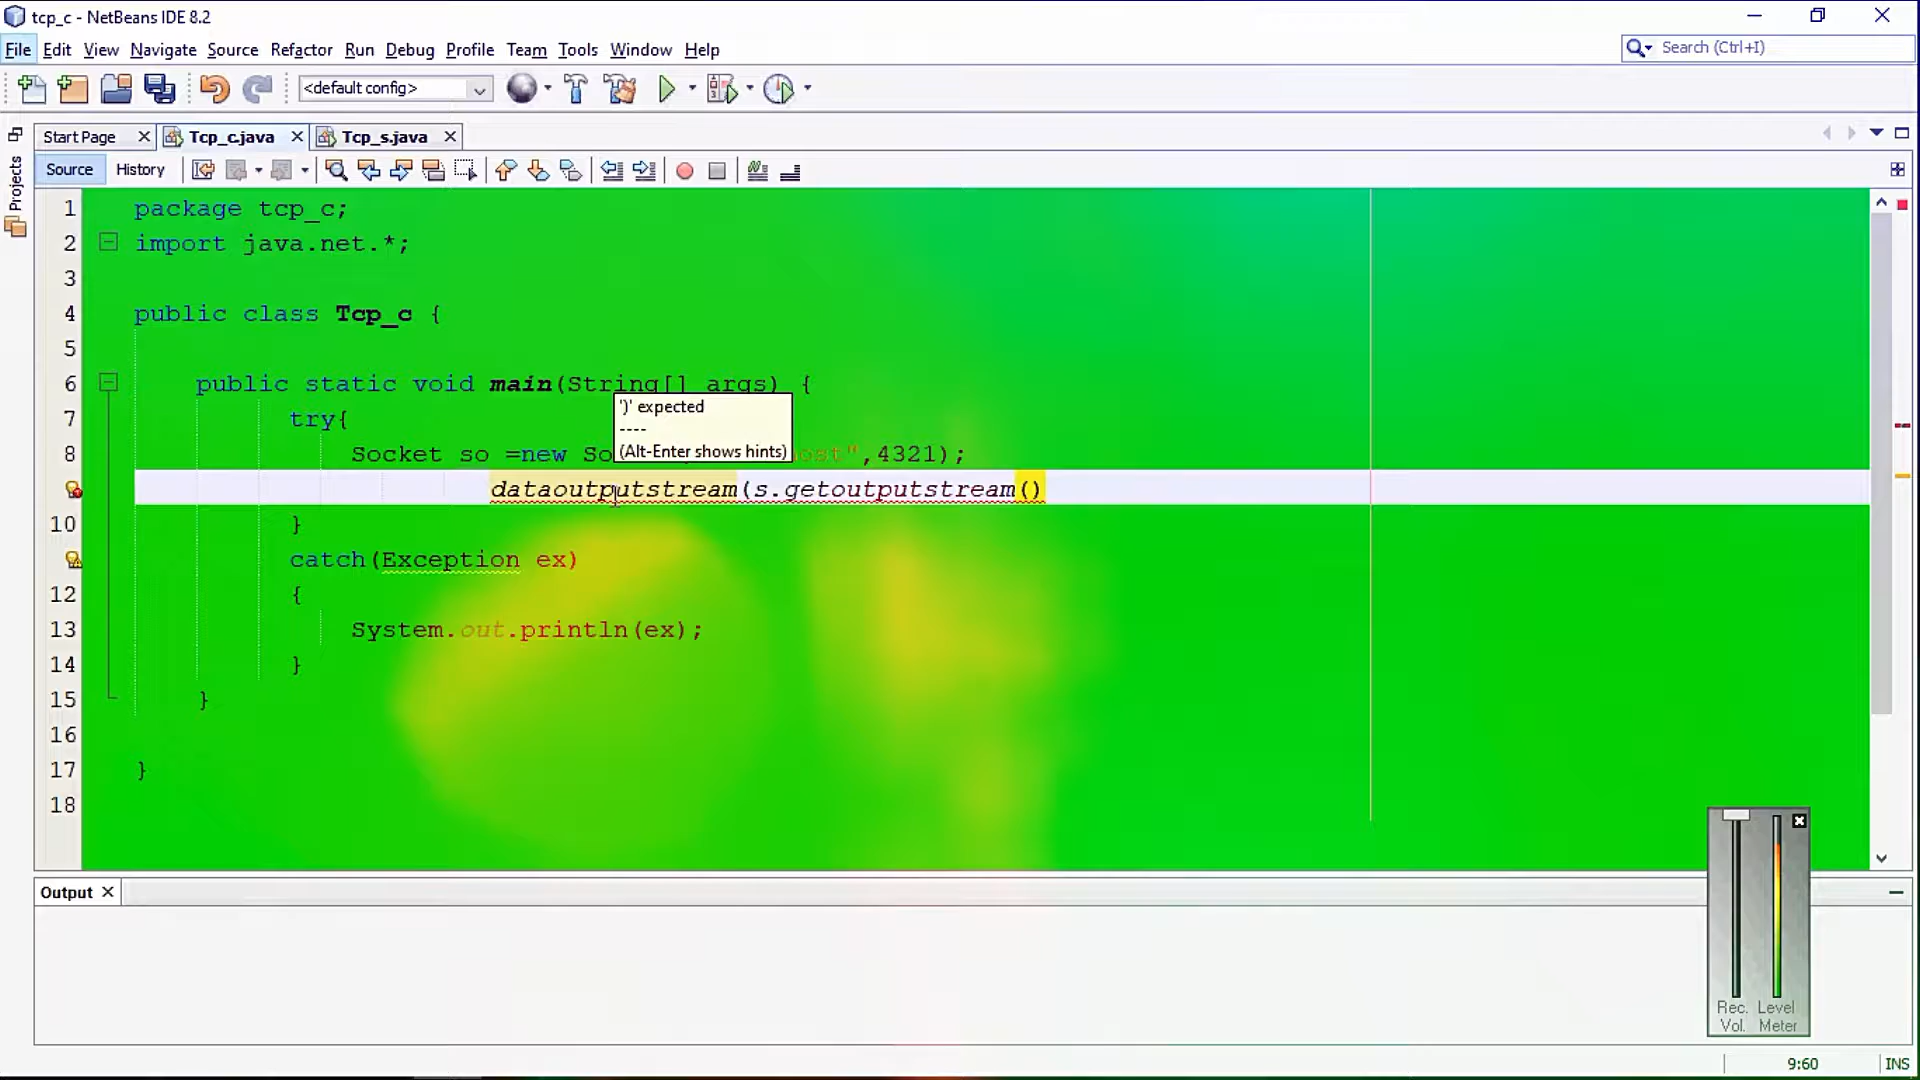 tcp_c - NetBeans IDE 8.2
File Edit View Navigate Source Refactor Run Debug Profile Team Tools Window Help
Search (Ctrl+I)
<default config>
Start Page Tcp_c.java Tcp_s.java
Source History
Projects
1 package tcp_c;
2 import java.net.*;
3
4 public class Tcp_c {
5
6 public static void main(String[] args) {
7 try{
')' expected
----
(Alt-Enter shows hints)
8 Socket so =new So ost",4321);
dataoutputstream(s.getoutputstream()
10 }
catch(Exception ex)
12 {
13 System.out.println(ex);
14 }
15 }
16
17 }
18
Output
Rec. Vol.
Level Meter
9:60 INS